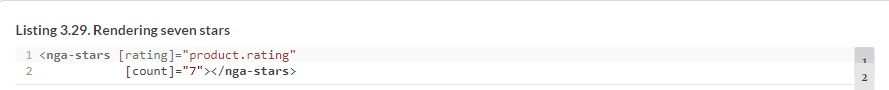 Listing 3.29. Rendering seven stars
1 <nga-stars [rating]="product.rating"
2            [count]="7"></nga-stars>
1
2